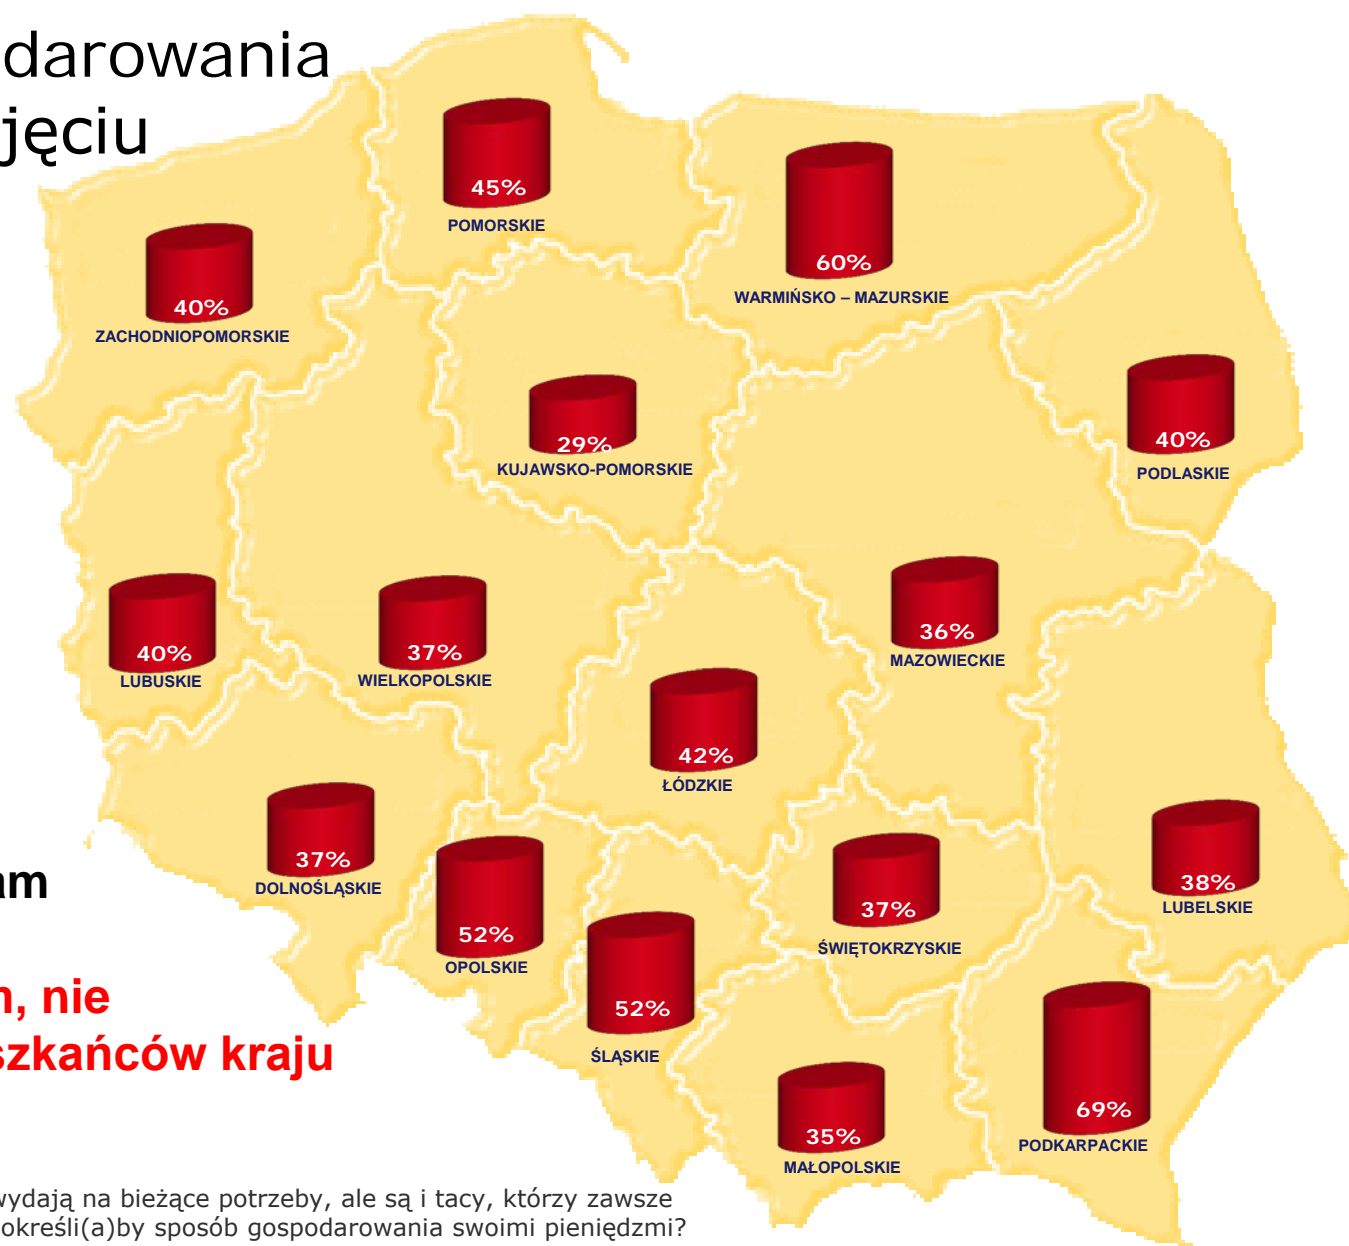 darowania
jęciu
45%
POMORSKIE
60%
WARMIŃSKO – MAZURSKIE
40%
ZACHODNIOPOMORSKIE
29%
KUJAWSKO-POMORSKIE
40%
PODLASKIE
40%
LUBUSKIE
37%
WIELKOPOLSKIE
36%
MAZOWIECKIE
42%
ŁÓDZKIE
37%
DOLNOŚLĄSKIE
52%
OPOLSKIE
52%
ŚLĄSKIE
37%
ŚWIĘTOKRZYSKIE
38%
LUBELSKIE
35%
MAŁOPOLSKIE
69%
PODKARPACKIE
am
, nie
szkańców kraju
wydają na bieżące potrzeby, ale są i tacy, którzy zawsze
określi(a)by sposób gospodarowania swoimi pieniędzmi?